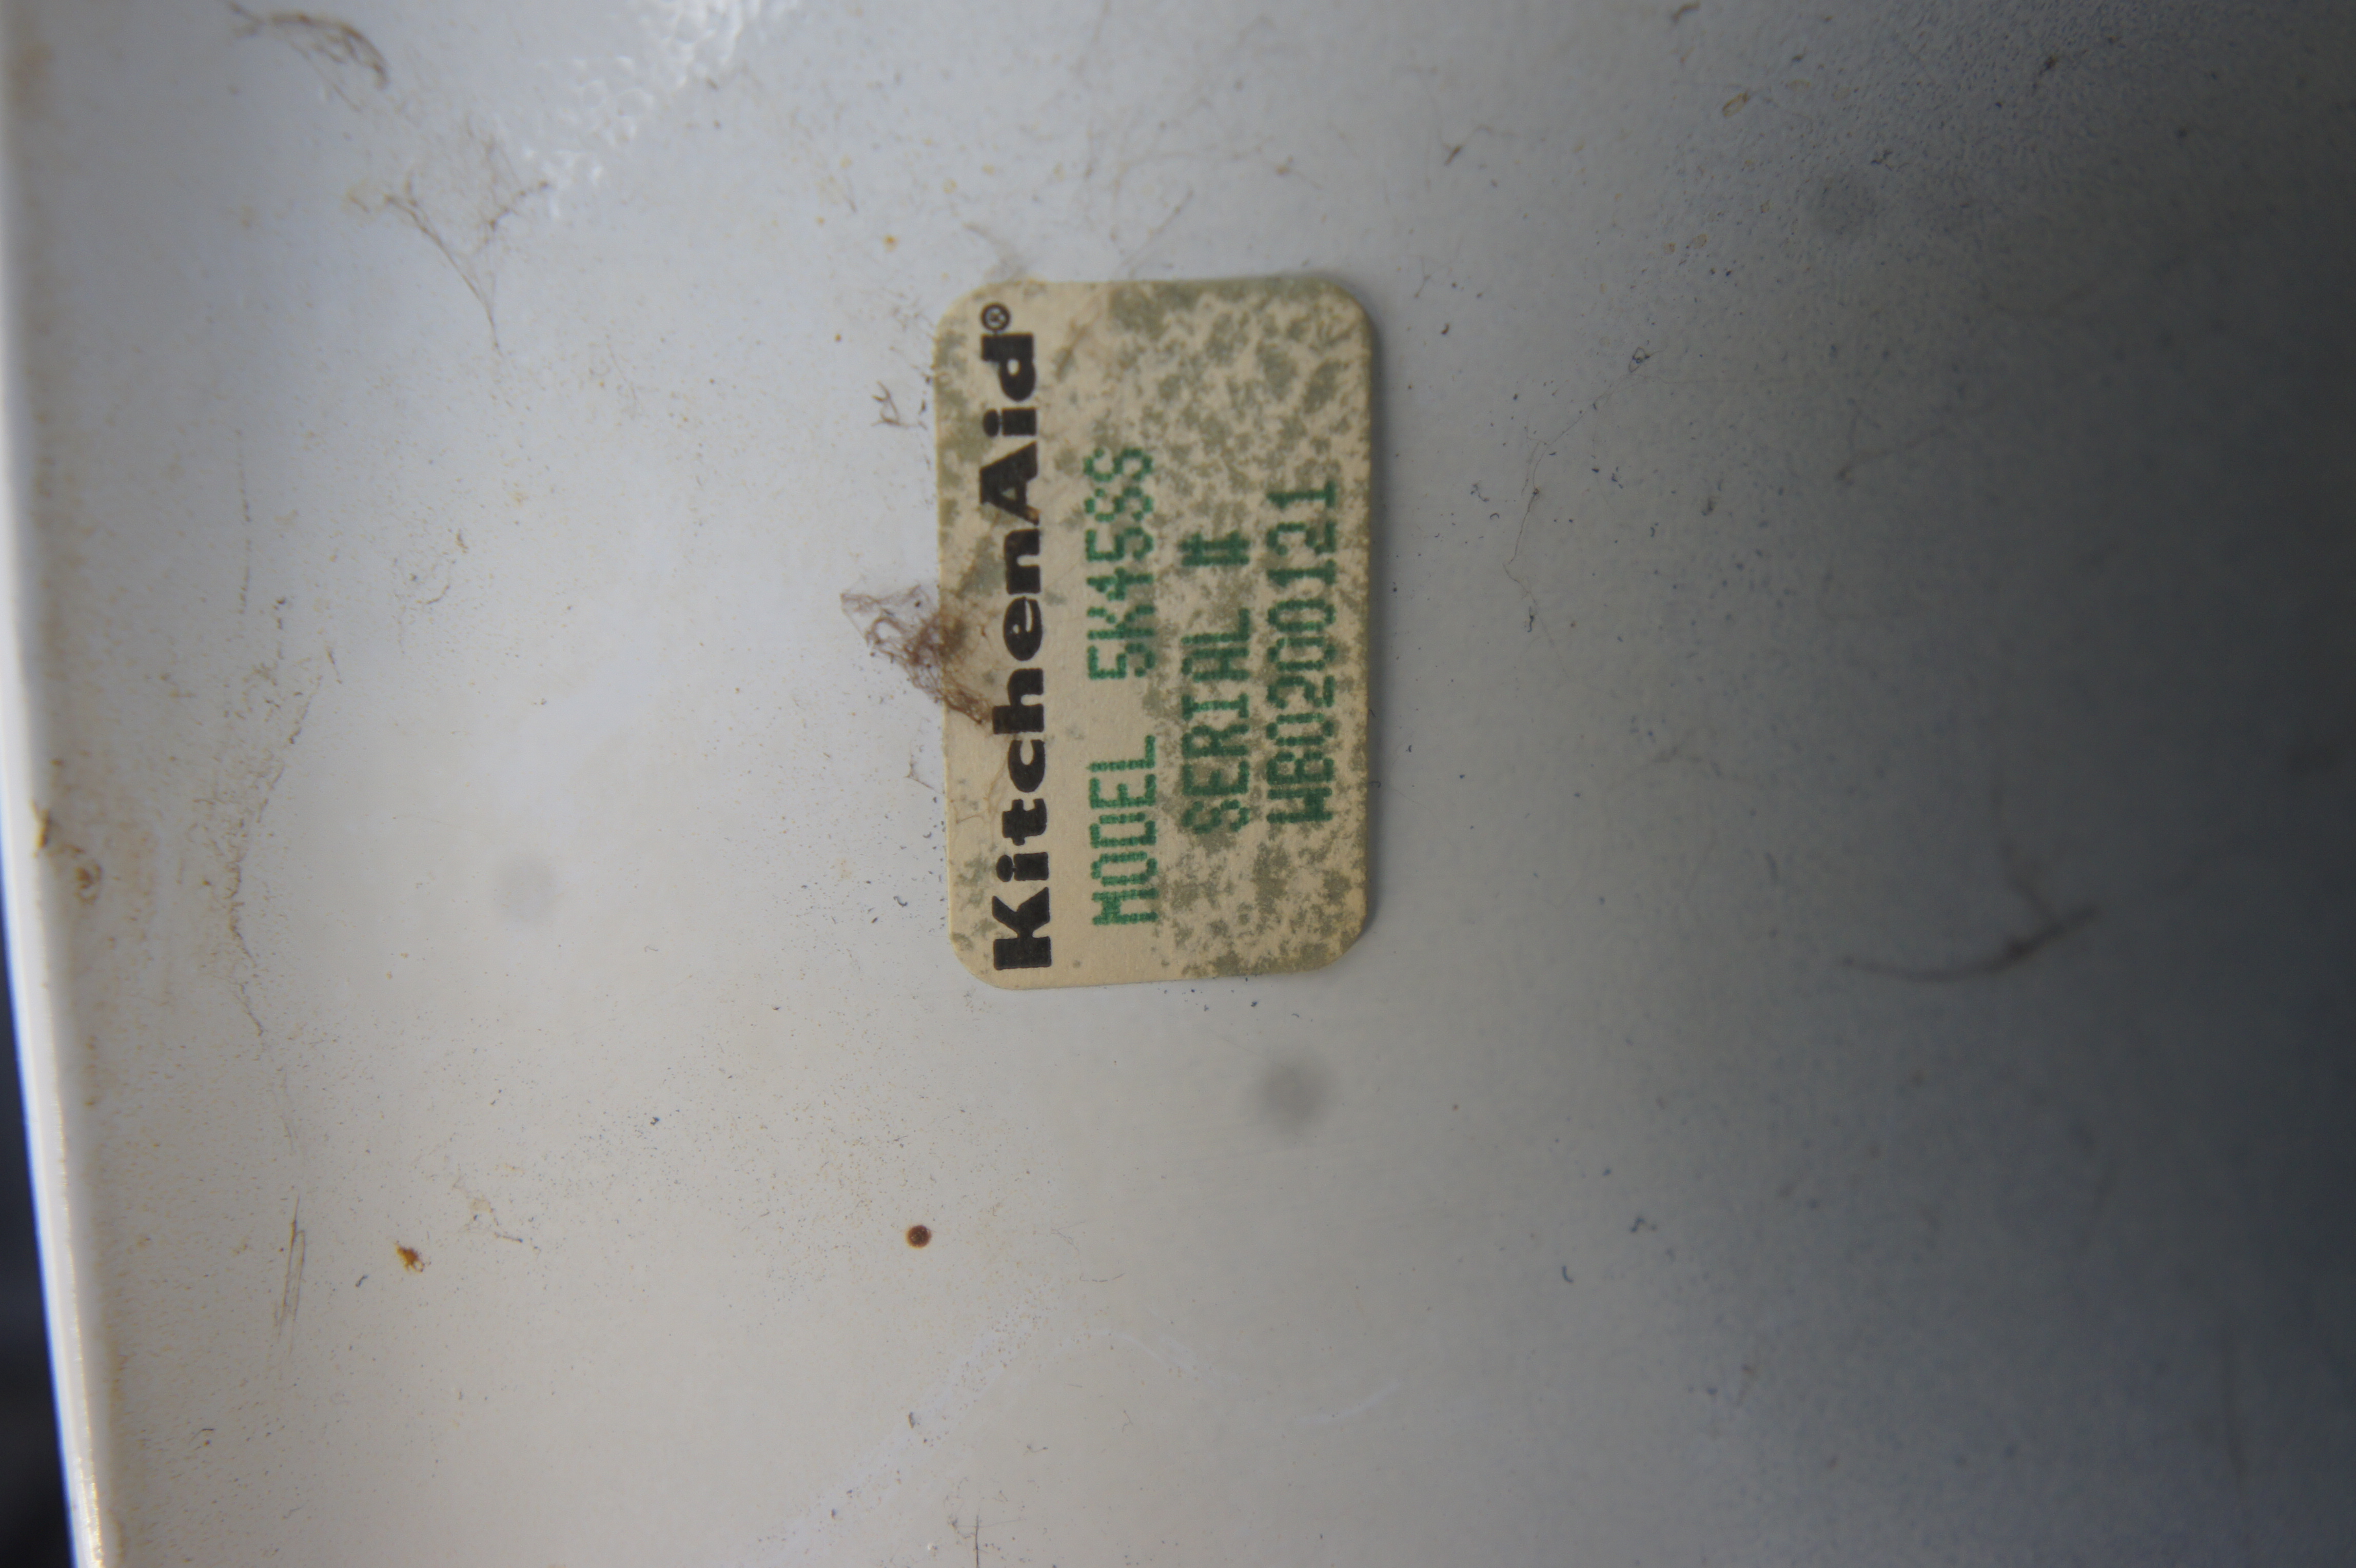 KitchenAid®
MODEL 5K45SS
SERIAL #
WB0200121